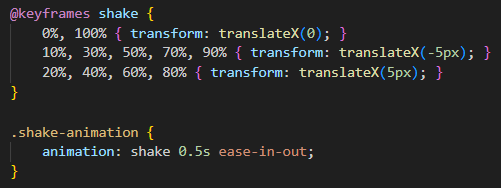 @keyframes shake {
    0%, 100% { transform: translateX(0); }
    10%, 30%, 50%, 70%, 90% { transform: translateX(-5px); }
    20%, 40%, 60%, 80% { transform: translateX(5px); }
}

.shake-animation {
    animation: shake 0.5s ease-in-out;
}